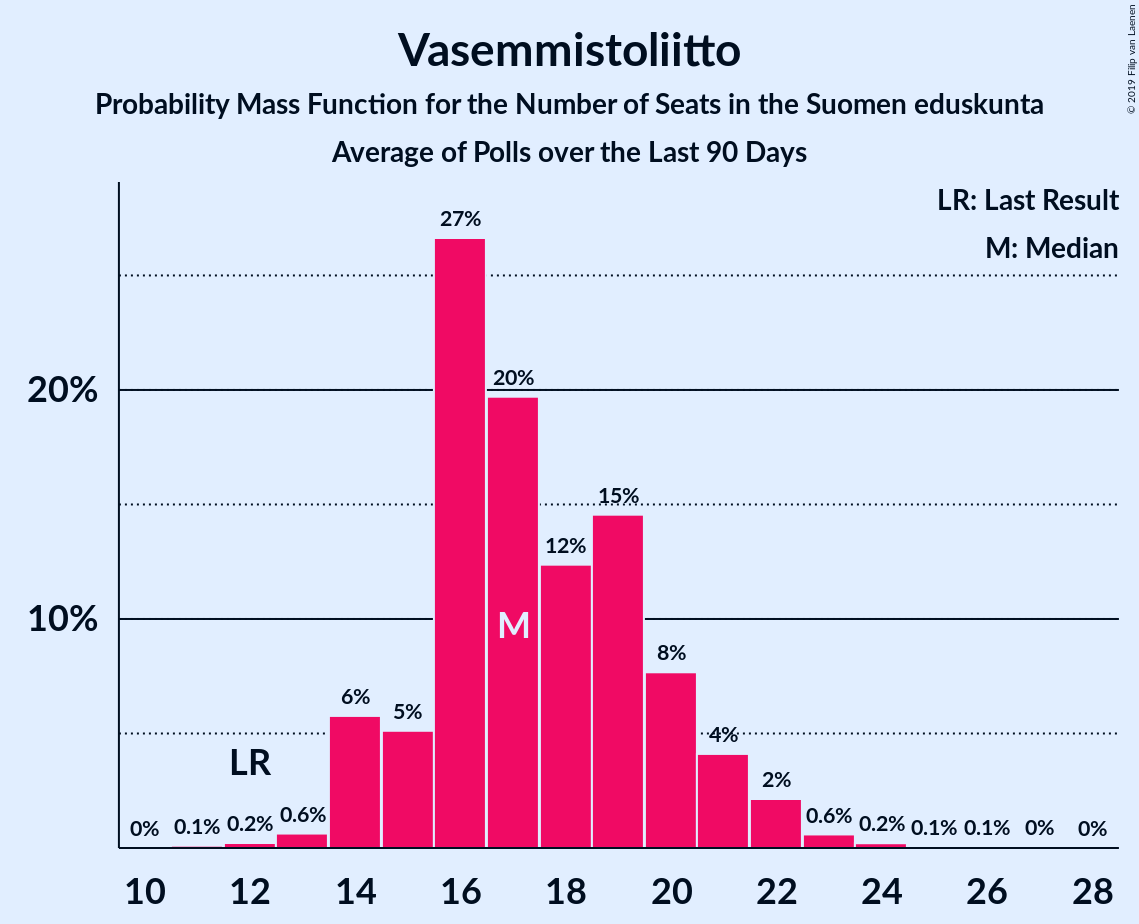 Vasemmistoliitto
Probability Mass Function for the Number of Seats in the Suomen eduskunta
Average of Polls over the Last 90 Days
© 2019 Filip van Laenen
LR: Last Result
M: Median
27%
20%
20%
15%
12%
M
10%
8%
6%
5%
4%
LR
2%
0% 0.1% 0.2% 0.6% 0.6% 0.2% 0.1% 0.1% 0% 0%
10 12 14 16 18 20 22 24 26 28